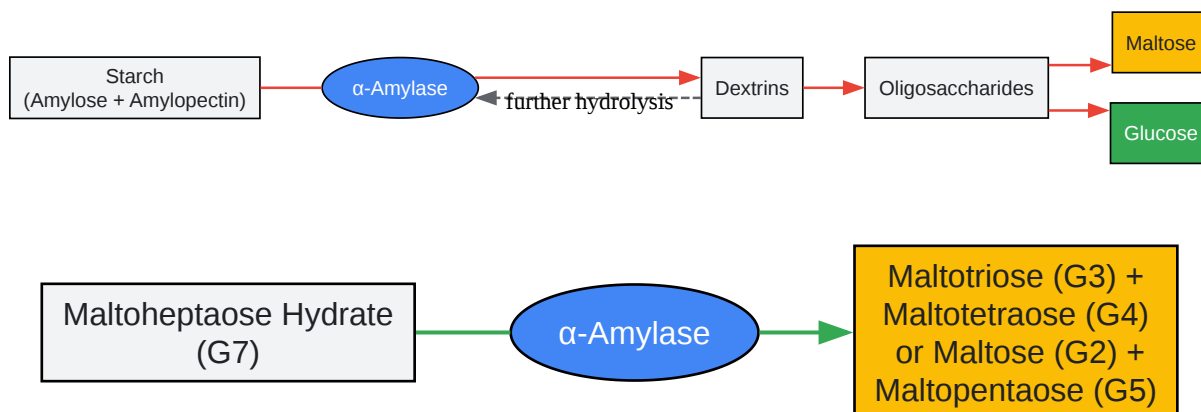 Starch
(Amylose + Amylopectin)
α-Amylase
further hydrolysis
Dextrins
Oligosaccharides
Maltose
Glucose
Maltoheptaose Hydrate
(G7)
α-Amylase
Maltotriose (G3) +
Maltotetraose (G4)
or Maltose (G2) +
Maltopentaose (G5)